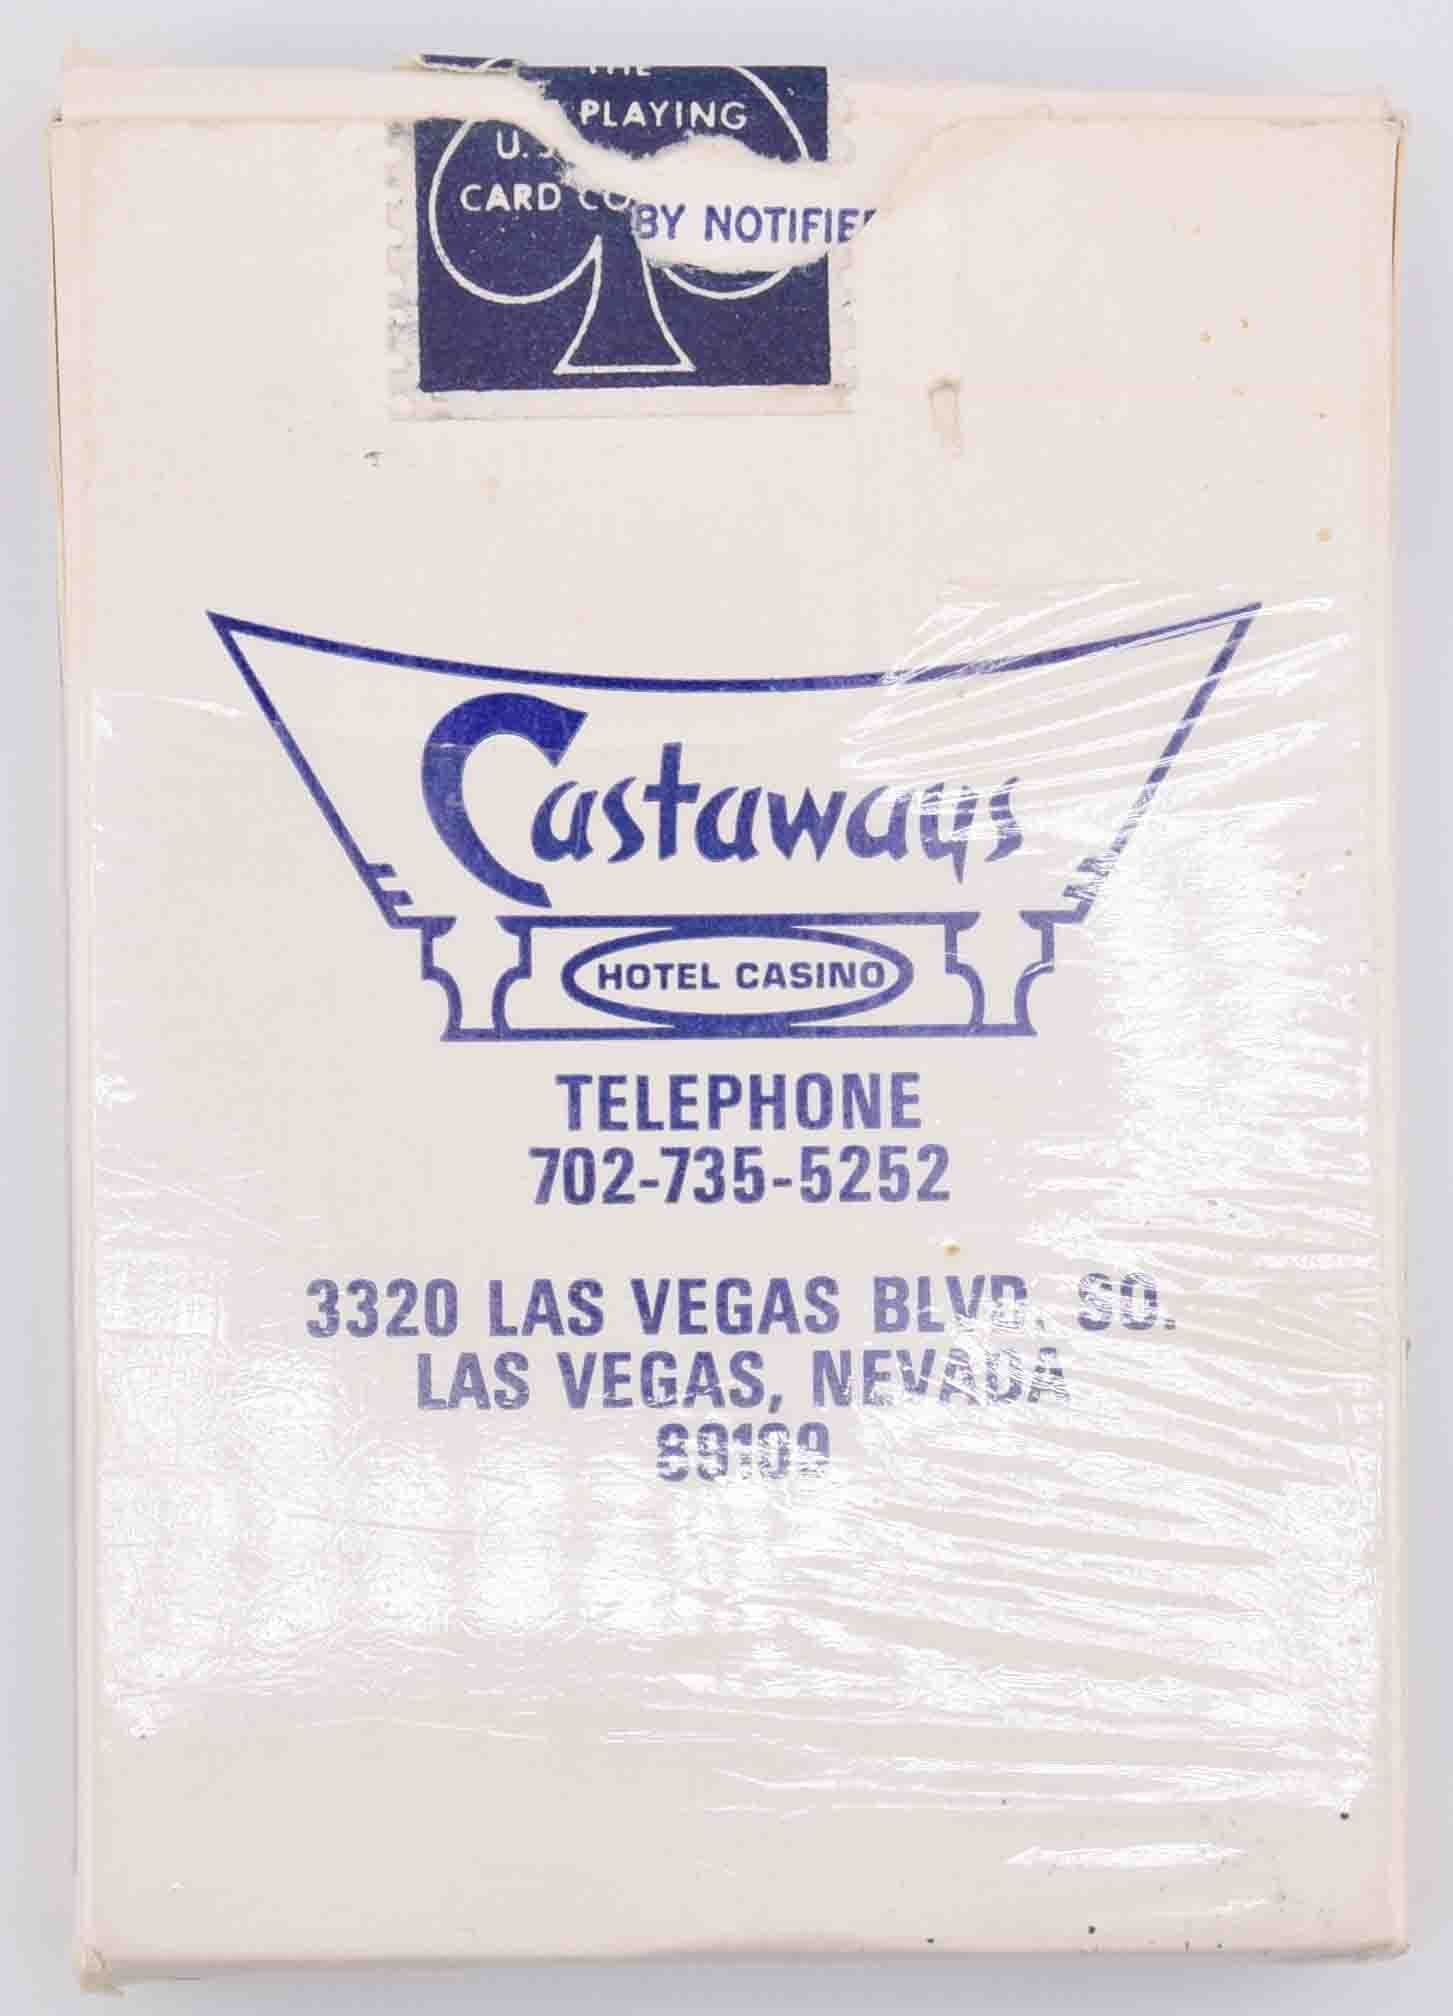 THE
PLAYING
U.S.
CARD CO
BY NOTIFIE
Castaways
HOTEL CASINO
TELEPHONE
702-735-5252
3320 LAS VEGAS BLVD. SO.
LAS VEGAS, NEVADA
89109